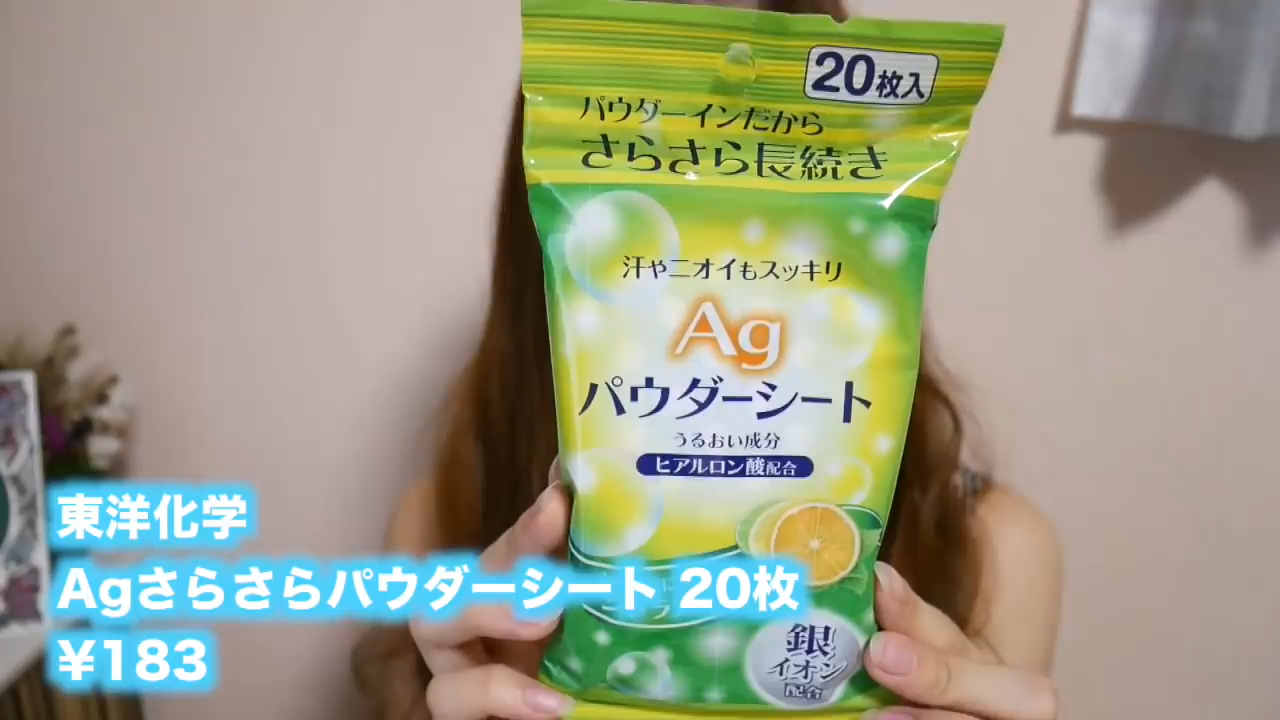 20枚入
パウダーインだから
さらさら長続き
汗やニオイもスッキリ
Ag
パウダーシート
うるおい成分
ヒアルロン酸配合
銀
イオン
配合
東洋化学
Agさらさらパウダーシート 20枚
¥183